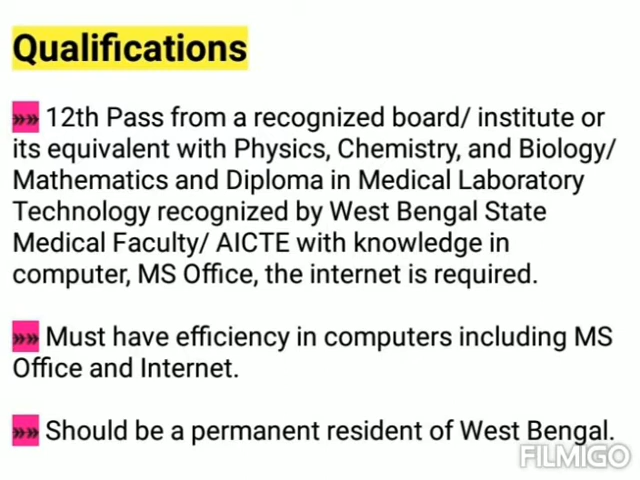 Qualifications
»» 12th Pass from a recognized board/ institute or
its equivalent with Physics, Chemistry, and Biology/
Mathematics and Diploma in Medical Laboratory
Technology recognized by West Bengal State
Medical Faculty/ AICTE with knowledge in
computer, MS Office, the internet is required.
»» Must have efficiency in computers including MS
Office and Internet.
»» Should be a permanent resident of West Bengal.
FILMIGO